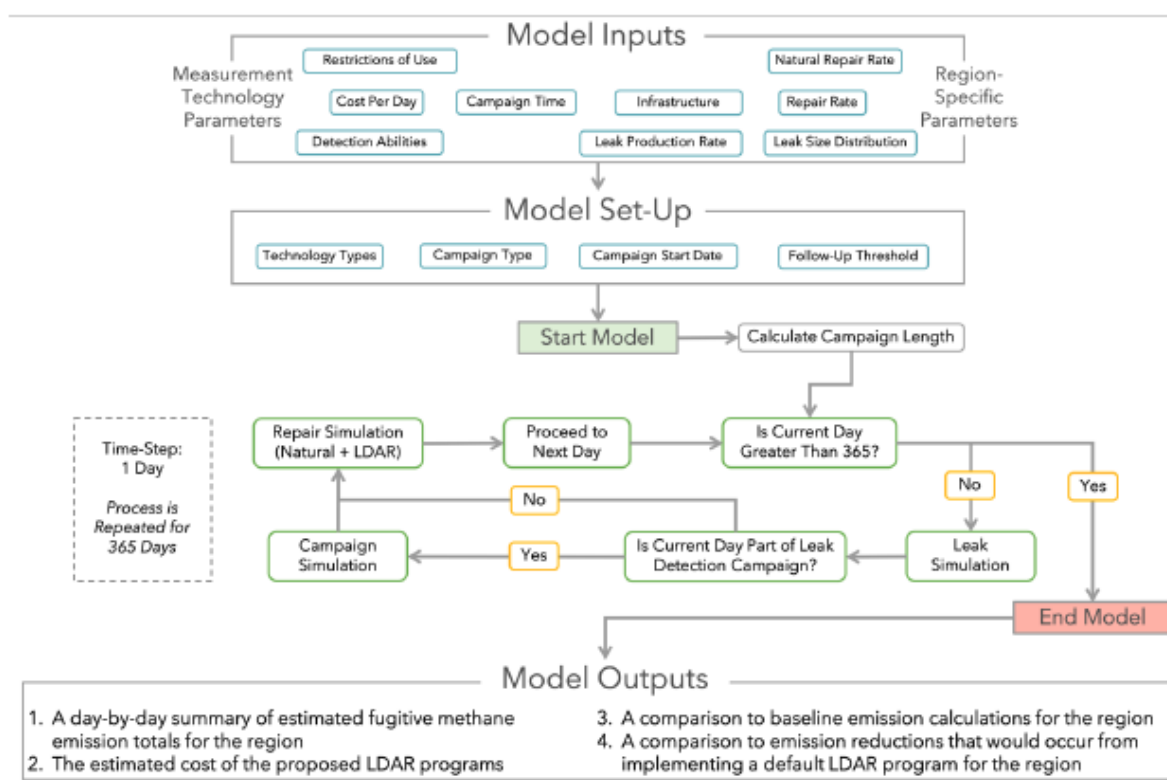 Model Inputs
Measurement
Technology
Parameters
Restrictions of Use
Cost Per Day
Campaign Time
Detection Abilities
Infrastructure
Leak Production Rate
Natural Repair Rate
Repair Rate
Leak Size Distribution
Region-
Specific
Parameters
Model Set-Up
Technology Types
Campaign Type
Campaign Start Date
Follow-Up Threshold
Start Model
Calculate Campaign Length
Time-Step:
1 Day
Process is
Repeated for
365 Days
Repair Simulation
(Natural + LDAR)
Proceed to
Next Day
Is Current Day
Greater Than 365?
No
Yes
No
Campaign
Simulation
Yes
Is Current Day Part of Leak
Detection Campaign?
Leak
Simulation
End Model
Model Outputs
1. A day-by-day summary of estimated fugitive methane
emission totals for the region
2. The estimated cost of the proposed LDAR programs
3. A comparison to baseline emission calculations for the region
4. A comparison to emission reductions that would occur from
implementing a default LDAR program for the region